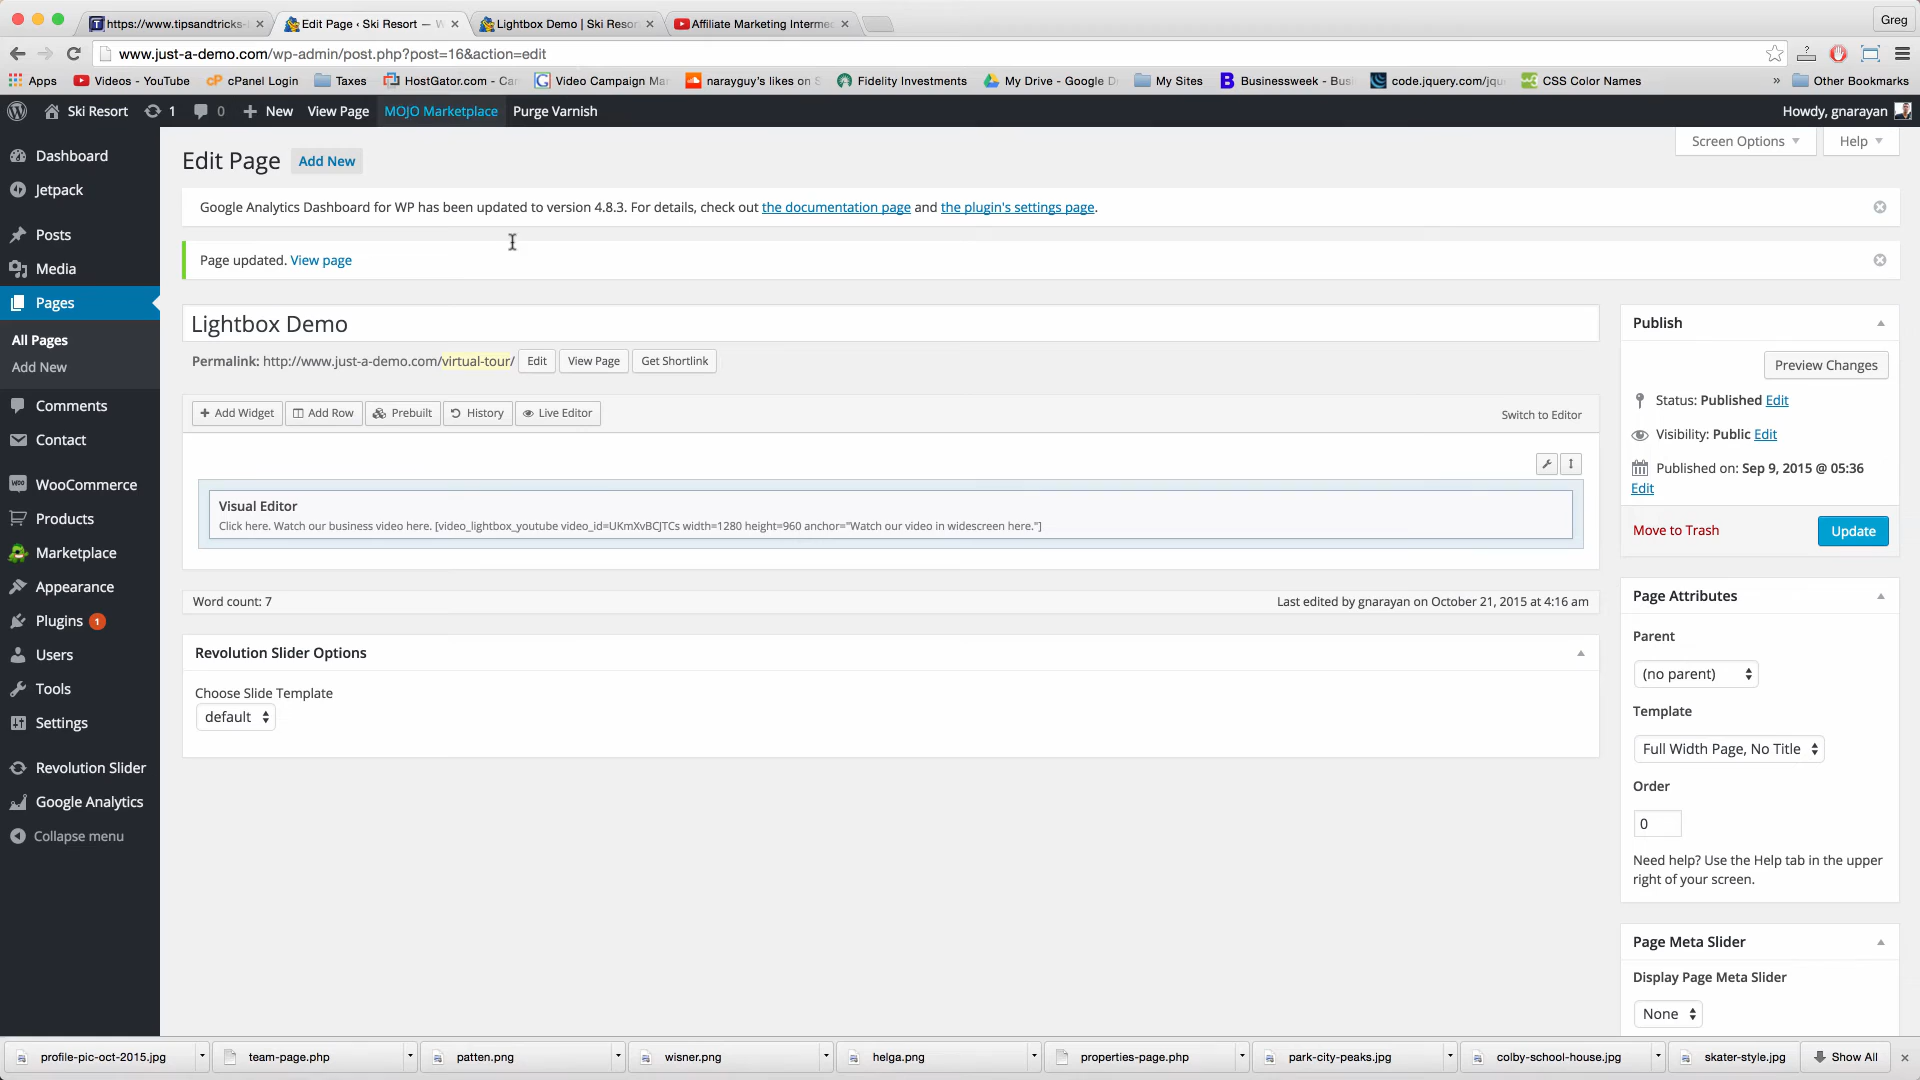 https://www.tipsandtricks-
Edit Page ‹ Ski Resort —
Lightbox Demo | Ski Resor
Affiliate Marketing Interme
Greg
www.just-a-demo.com/wp-admin/post.php?post=16&action=edit
Apps
Videos - YouTube
cPanel Login
Taxes
HostGator.com - Ca
Video Campaign Ma
narayguy's likes on S
Fidelity Investments
My Drive - Google D
My Sites
Businessweek - Bus
code.jquery.com/jqu
CSS Color Names
»
Other Bookmarks
Ski Resort
1
0
New
View Page
MOJO Marketplace
Purge Varnish
Howdy, gnarayan
Dashboard
Jetpack
Posts
Media
Pages
All Pages
Add New
Comments
Contact
WooCommerce
Products
Marketplace
Appearance
Plugins 1
Users
Tools
Settings
Revolution Slider
Google Analytics
Collapse menu
Screen Options
Help
Edit Page
Add New
Google Analytics Dashboard for WP has been updated to version 4.8.3. For details, check out the documentation page and the plugin's settings page.
Page updated. View page
Lightbox Demo
Permalink: http://www.just-a-demo.com/virtual-tour/
Edit
View Page
Get Shortlink
Add Widget
Add Row
Prebuilt
History
Live Editor
Switch to Editor
Visual Editor
Click here. Watch our business video here. [video_lightbox_youtube video_id=UKmXvBCJTCs width=1280 height=960 anchor="Watch our video in widescreen here."]
Word count: 7
Last edited by gnarayan on October 21, 2015 at 4:16 am
Revolution Slider Options
Choose Slide Template
default
Publish
Preview Changes
Status: Published Edit
Visibility: Public Edit
Published on: Sep 9, 2015 @ 05:36
Edit
Move to Trash
Update
Page Attributes
Parent
(no parent)
Template
Full Width Page, No Title
Order
0
Need help? Use the Help tab in the upper
right of your screen.
Page Meta Slider
Display Page Meta Slider
None
profile-pic-oct-2015.jpg
team-page.php
patten.png
wisner.png
helga.png
properties-page.php
park-city-peaks.jpg
colby-school-house.jpg
skater-style.jpg
Show All